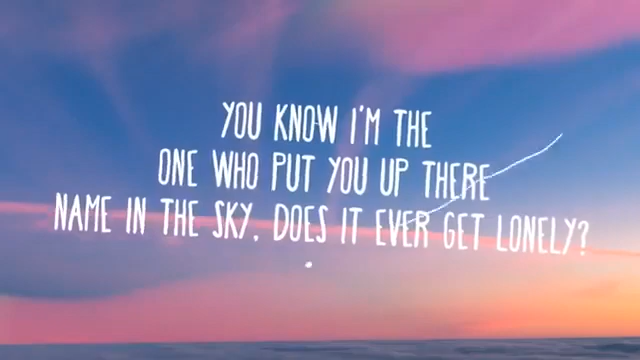 YOU KNOW I'M THE
ONE WHO PUT YOU UP THERE
NAME IN THE SKY, DOES IT EVER GET LONELY?